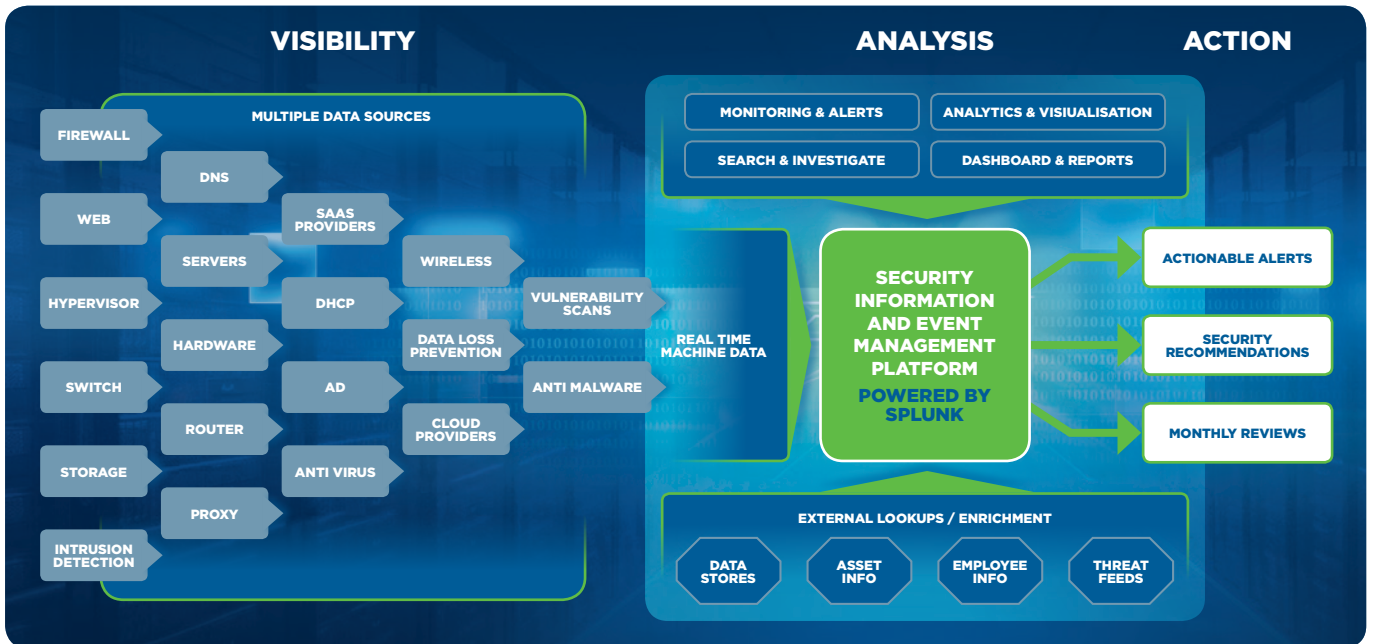 VISIBILITY
ANALYSIS
ACTION
MULTIPLE DATA SOURCES
FIREWALL
WEB
HYPERVISOR
SWITCH
STORAGE
INTRUSION
DETECTION
DNS
SERVERS
HARDWARE
ROUTER
PROXY
SAAS
PROVIDERS
DHCP
AD
ANTI VIRUS
WIRELESS
DATA LOSS
PREVENTION
CLOUD
PROVIDERS
VULNERABILITY
SCANS
ANTI MALWARE
MONITORING & ALERTS
ANALYTICS & VISIUALISATION
SEARCH & INVESTIGATE
DASHBOARD & REPORTS
REAL TIME
MACHINE DATA
SECURITY
INFORMATION
AND EVENT
MANAGEMENT
PLATFORM
POWERED BY
SPLUNK
EXTERNAL LOOKUPS / ENRICHMENT
DATA
STORES
ASSET
INFO
EMPLOYEE
INFO
THREAT
FEEDS
ACTIONABLE ALERTS
SECURITY
RECOMMENDATIONS
MONTHLY REVIEWS